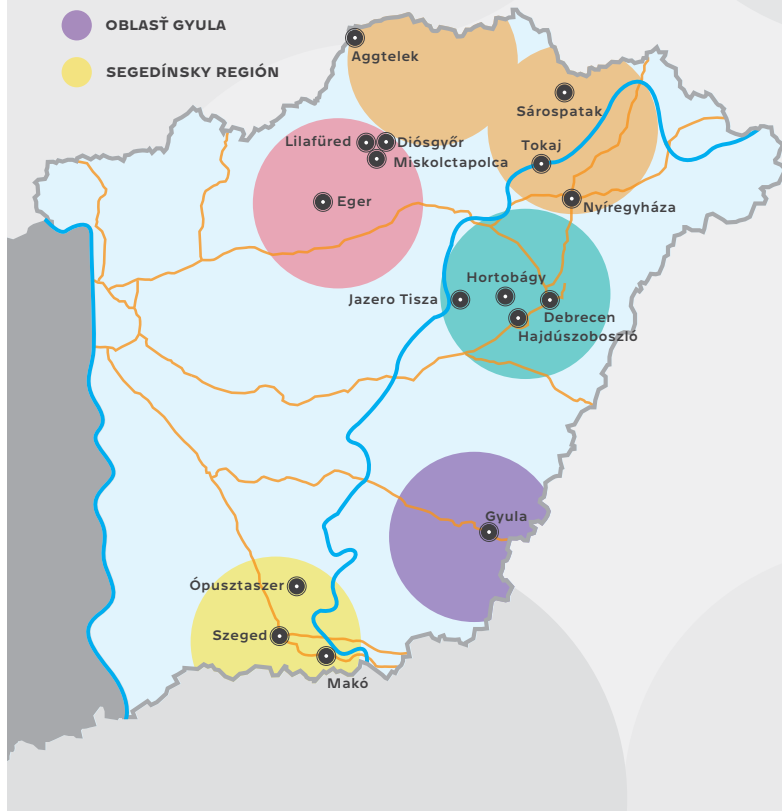 OBLASŤ GYULA
SEGEDÍNSKY REGIÓN
Aggtelek
Sárospatak
Lilafüred
Diósgyőr
Miskolctapolca
Tokaj
Eger
Nyíregyháza
Hortobágy
Jazero Tisza
Debrecen
Hajdúszoboszló
Gyula
Ópusztaszer
Szeged
Makó